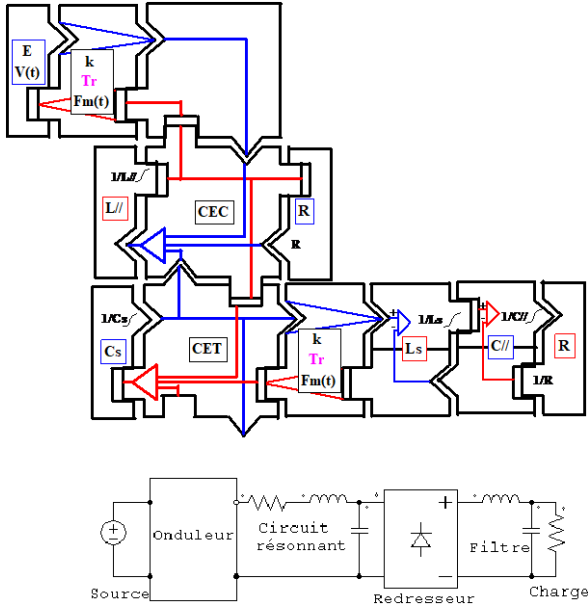 E
V(t)
k
Tr
Fm(t)
1/L//∫
L//
CEC
R
R
1/Cs∫
Cs
CET
k
Tr
Fm(t)
+
-
1/Ls∫
Ls
+
-
1/C//∫
C//
R
1/R
Onduleur
Circuit
résonnant
+
-
Filtre
Source
Redresseur
Charge